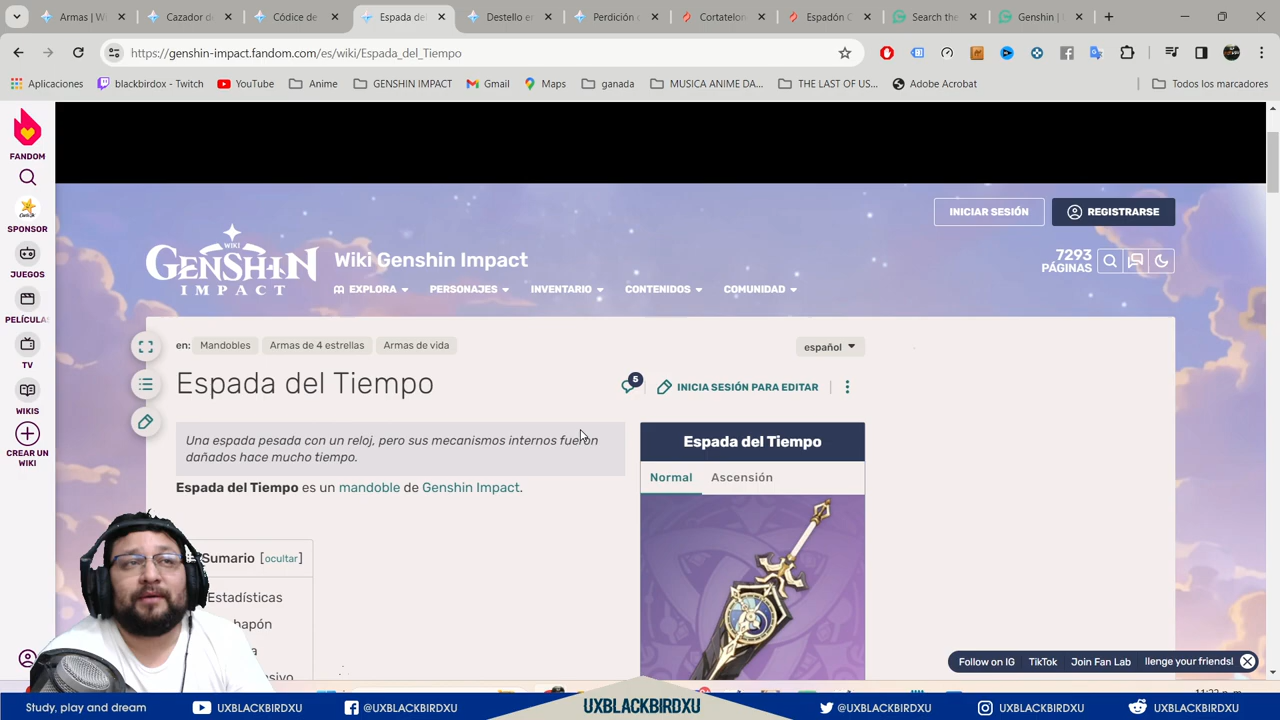 Armas | W
Cazador d
Códice de
Espada del
Destello en
Perdición
Cortatelon
Espadón C
Search the
Genshin |
https://genshin-impact.fandom.com/es/wiki/Espada_del_Tiempo
Aplicaciones
blackbirdox - Twitch
YouTube
Anime
GENSHIN IMPACT
Gmail
Maps
ganada
MUSICA ANIME DA...
THE LAST OF US...
Adobe Acrobat
Todos los marcadores
FANDOM
SPONSOR
JUEGOS
PELÍCULAS
TV
WIKIS
CREAR UN
WIKI
INICIAR SESIÓN
REGISTRARSE
WIKI
GENSHIN
IMPACT
Wiki Genshin Impact
7293
PÁGINAS
EXPLORA
PERSONAJES
INVENTARIO
CONTENIDOS
COMUNIDAD
en: Mandobles Armas de 4 estrellas Armas de vida
español
Espada del Tiempo
5
INICIA SESIÓN PARA EDITAR
Una espada pesada con un reloj, pero sus mecanismos internos fueron
dañados hace mucho tiempo.
Espada del Tiempo es un mandoble de Genshin Impact.
Espada del Tiempo
Normal Ascensión
Sumario [ocultar]
Estadísticas
hapón
a
nsivo
Follow on IG
TikTok
Join Fan Lab
llenge your friends!
Study, play and dream
UXBLACKBIRDXU
@UXBLACKBIRDXU
UXBLACKBIRDXU
@UXBLACKBIRDXU
UXBLACKBIRDXU
UXBLACKBIRDXU